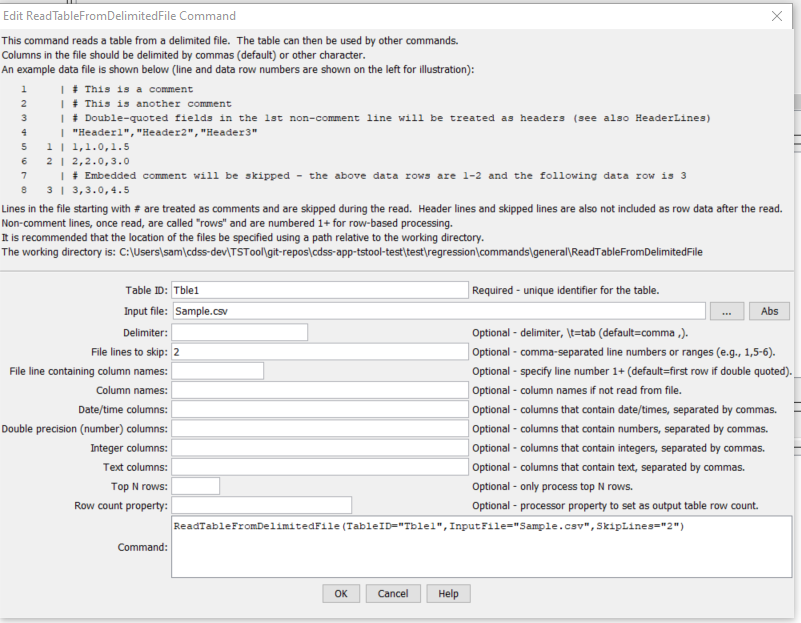 Edit ReadTableFromDelimitedFile Command
This command reads a table from a delimited file.  The table can then be used by other commands.
Columns in the file should be delimited by commas (default) or other character.
An example data file is shown below (line and data row numbers are shown on the left for illustration):
1 | # This is a comment
2 | # This is another comment
3 | # Double-quoted fields in the 1st non-comment line will be treated as headers (see also HeaderLines)
4 | "Header1","Header2","Header3"
5 1 | 1,1.0,1.5
6 2 | 2,2.0,3.0
7 | # Embedded comment will be skipped - the above data rows are 1-2 and the following data row is 3
8 3 | 3,3.0,4.5
Lines in the file starting with # are treated as comments and are skipped during the read.  Header lines and skipped lines are also not included as row data after the read.
Non-comment lines, once read, are called "rows" and are numbered 1+ for row-based processing.
It is recommended that the location of the files be specified using a path relative to the working directory.
The working directory is: C:\Users\sam\cdss-dev\TSTool\git-repos\cdss-app-tstool-test\test\regression\commands\general\ReadTableFromDelimitedFile
Table ID: Tble1 Required - unique identifier for the table.
Input file: Sample.csv ... Abs
Delimiter: Optional - delimiter, \t=tab (default=comma ,).
File lines to skip: 2 Optional - comma-separated line numbers or ranges (e.g., 1,5-6).
File line containing column names: Optional - specify line number 1+ (default=first row if double quoted).
Column names: Optional - column names if not read from file.
Date/time columns: Optional - columns that contain date/times, separated by commas.
Double precision (number) columns: Optional - columns that contain numbers, separated by commas.
Integer columns: Optional - columns that contain integers, separated by commas.
Text columns: Optional - columns that contain text, separated by commas.
Top N rows: Optional - only process top N rows.
Row count property: Optional - processor property to set as output table row count.
Command: ReadTableFromDelimitedFile(TableID="Tble1",InputFile="Sample.csv",SkipLines="2")
OK Cancel Help